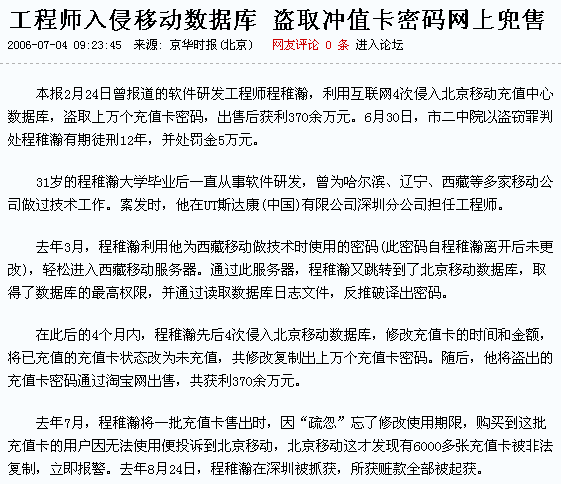 工程师入侵移动数据库 盗取冲值卡密码网上兜售
2006-07-04 09:23:45 来源: 京华时报(北京) 网友评论 0 条 进入论坛
本报2月24日曾报道的软件研发工程师程稚瀚，利用互联网4次侵入北京移动充值中心
数据库，盗取上万个充值卡密码，出售后获利370余万元。6月30日，市二中院以盗窃罪判
处程稚瀚有期徒刑12年，并处罚金5万元。
31岁的程稚瀚大学毕业后一直从事软件研发，曾为哈尔滨、辽宁、西藏等多家移动公
司做过技术工作。案发时，他在UT斯达康(中国)有限公司深圳分公司担任工程师。
去年3月，程稚瀚利用他为西藏移动做技术时使用的密码(此密码自程稚瀚离开后未更
改)，轻松进入西藏移动服务器。通过此服务器，程稚瀚又跳转到了北京移动数据库，取
得了数据库的最高权限，并通过读取数据库日志文件，反推破译出密码。
在此后的4个月内，程稚瀚先后4次侵入北京移动数据库，修改充值卡的时间和金额，
将已充值的充值卡状态改为未充值，共修改复制出上万个充值卡密码。随后，他将盗出的
充值卡密码通过淘宝网出售，共获利370余万元。
去年7月，程稚瀚将一批充值卡售出时，因“疏忽”忘了修改使用期限，购买到这批
充值卡的用户因无法使用便投诉到北京移动，北京移动这才发现有6000多张充值卡被非法
复制，立即报警。去年8月24日，程稚瀚在深圳被抓获，所获赃款全部被起获。